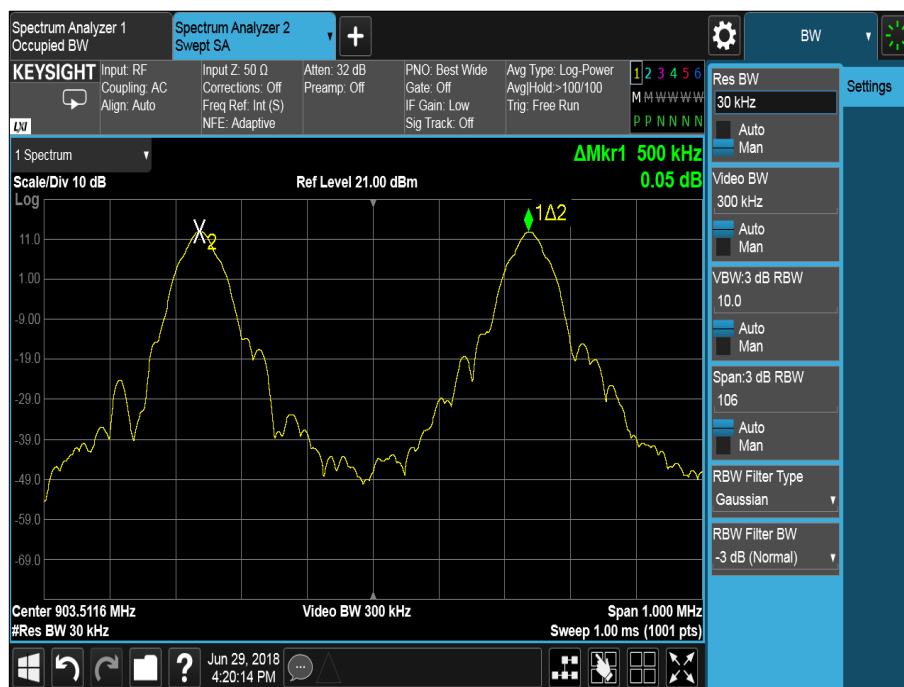 Spectrum Analyzer 1
Occupied BW
Spectrum Analyzer 2
Swept SA
BW
KEYSIGHT
LXI
Input: RF
Coupling: AC
Align: Auto
Input Z: 50 Ω
Corrections: Off
Freq Ref: Int (S)
NFE: Adaptive
Atten: 32 dB
Preamp: Off
PNO: Best Wide
Gate: Off
IF Gain: Low
Sig Track: Off
Avg Type: Log-Power
Avg|Hold:>100/100
Trig: Free Run
1 2 3 4 5 6
M M W W W W
P P N N N N
1 Spectrum
ΔMkr1 500 kHz
0.05 dB
Scale/Div 10 dB
Ref Level 21.00 dBm
Log
11.0
1.00
-9.00
-19.0
-29.0
-39.0
-49.0
-59.0
-69.0
X2
1Δ2
Center 903.5116 MHz
Video BW 300 kHz
Span 1.000 MHz
#Res BW 30 kHz
Sweep 1.00 ms (1001 pts)
Res BW
30 kHz
Auto
Man
Video BW
300 kHz
Auto
Man
VBW:3 dB RBW
10.0
Auto
Man
Span:3 dB RBW
106
Auto
Man
RBW Filter Type
Gaussian
RBW Filter BW
-3 dB (Normal)
Settings
?
Jun 29, 2018
4:20:14 PM